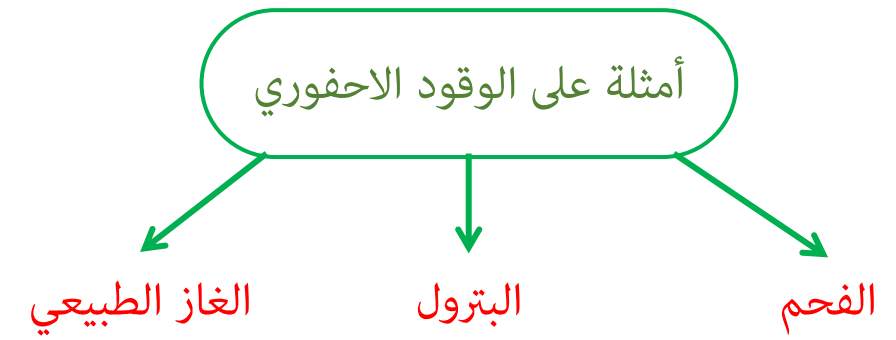 أمثلة على الوقود الاحفوري
الفحم
البترول
الغاز الطبيعي